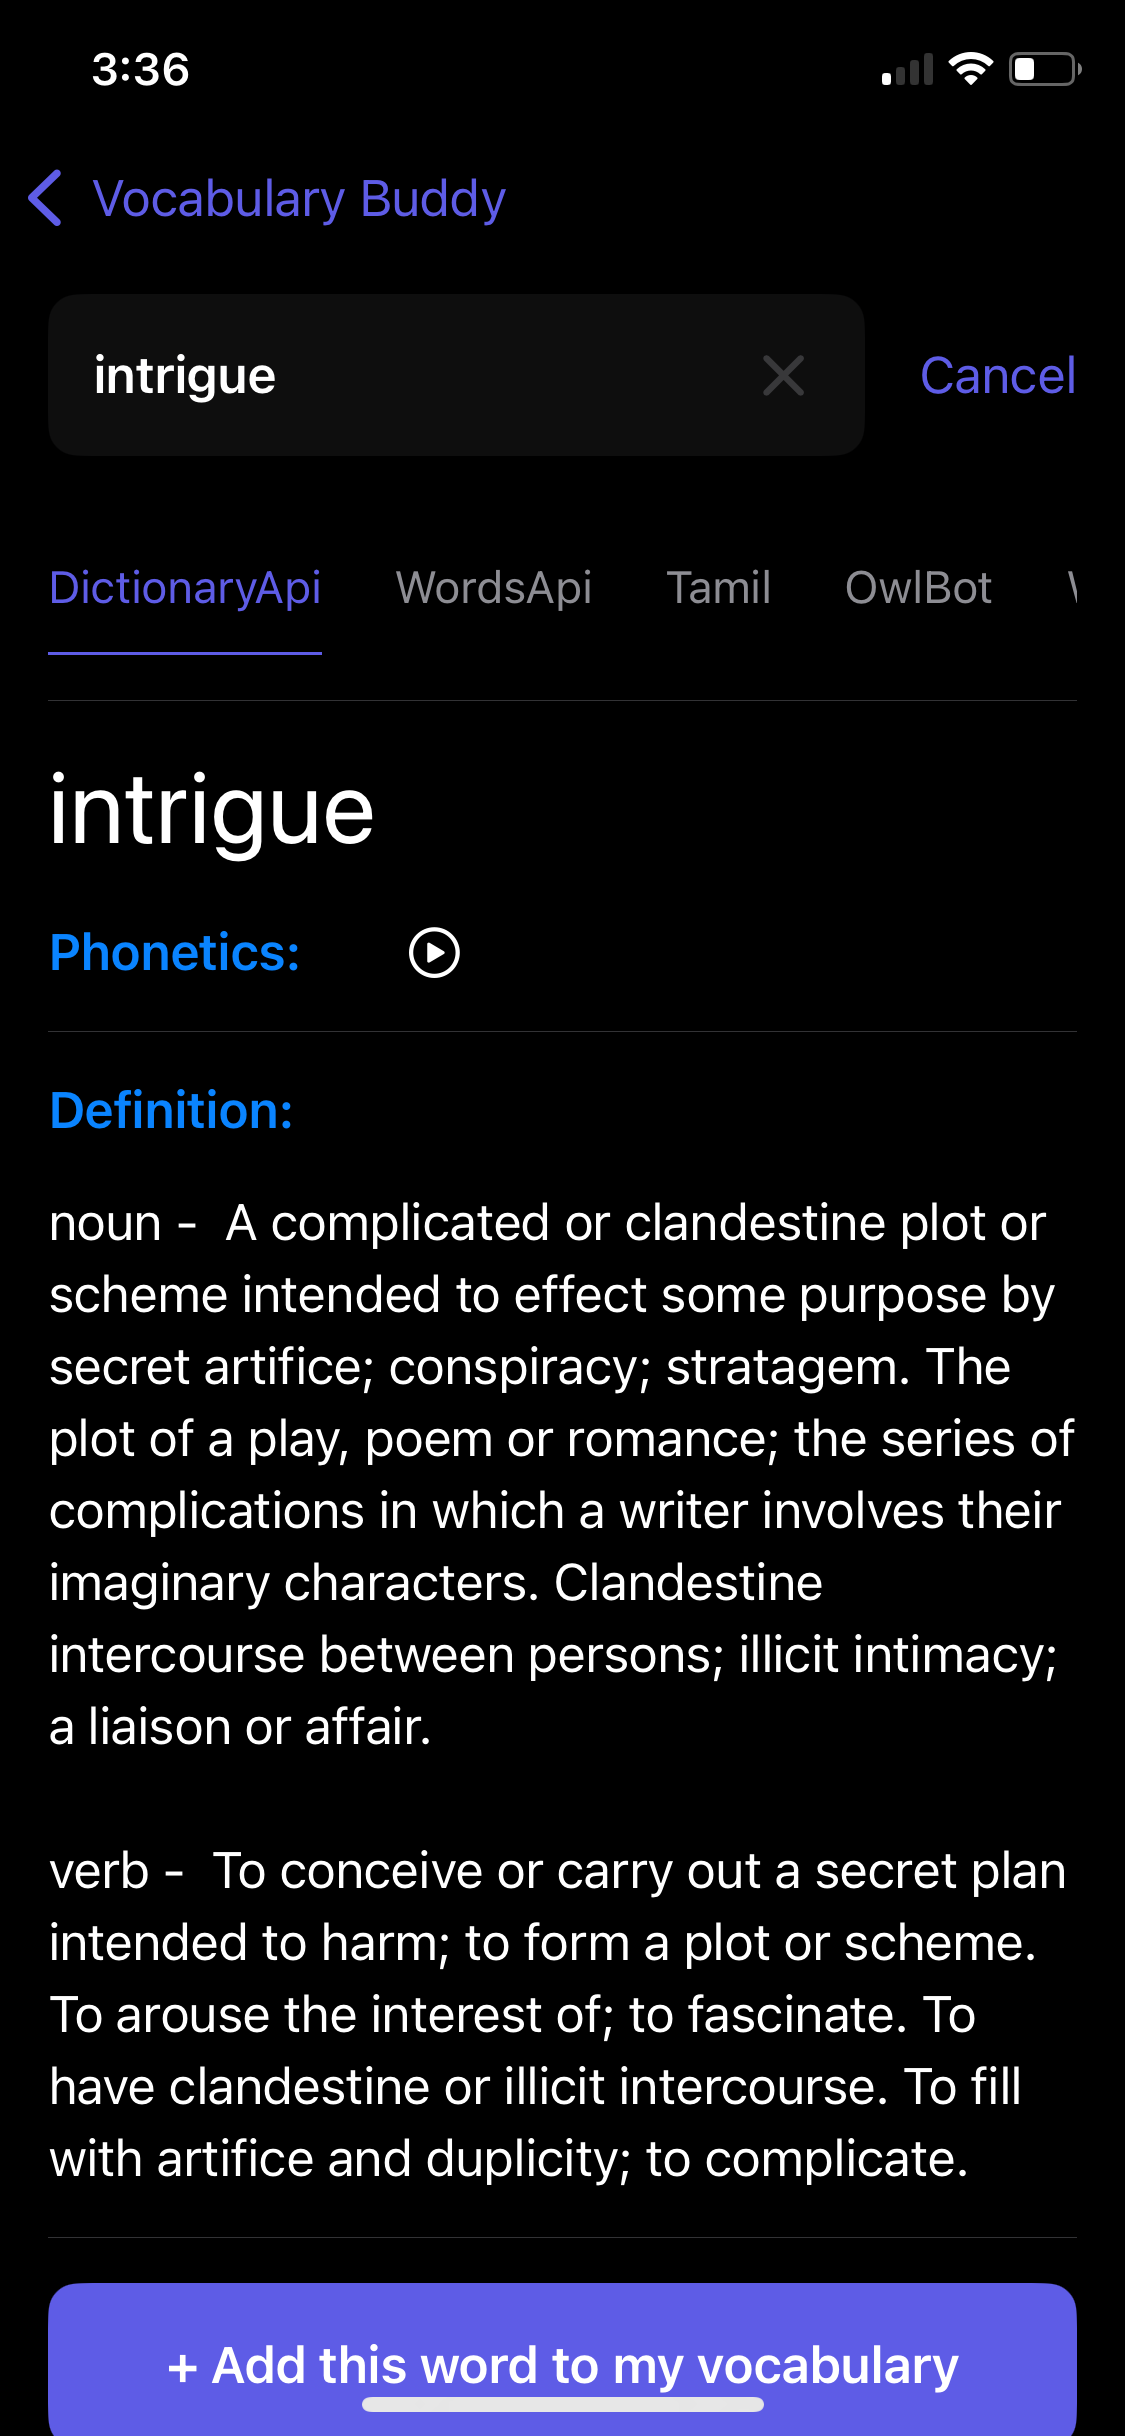 3:36
Vocabulary Buddy
intrigue
Cancel
DictionaryApi WordsApi Tamil OwlBot
intrigue
Phonetics:
Definition:
noun - A complicated or clandestine plot or
scheme intended to effect some purpose by
secret artifice; conspiracy; stratagem. The
plot of a play, poem or romance; the series of
complications in which a writer involves their
imaginary characters. Clandestine
intercourse between persons; illicit intimacy;
a liaison or affair.
verb - To conceive or carry out a secret plan
intended to harm; to form a plot or scheme.
To arouse the interest of; to fascinate. To
have clandestine or illicit intercourse. To fill
with artifice and duplicity; to complicate.
+ Add this word to my vocabulary